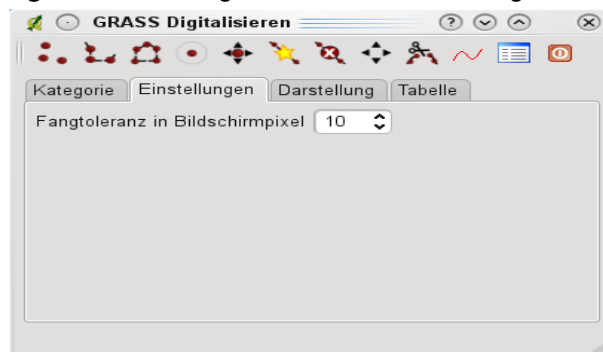 GRASS Digitalisieren
Kategorie Einstellungen Darstellung Tabelle
Fangtoleranz in Bildschirmpixel 10